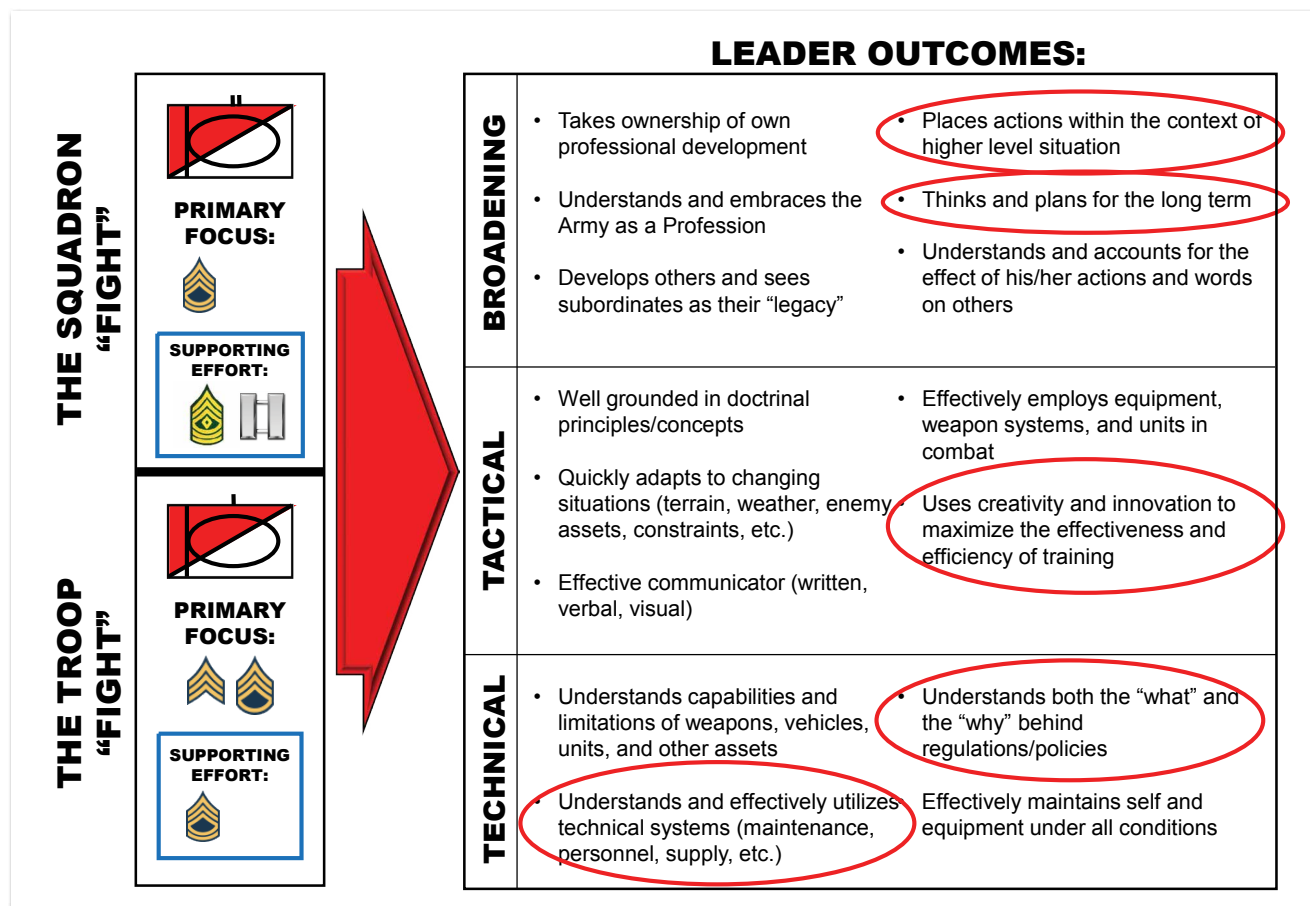 LEADER OUTCOMES:
THE SQUADRON
“FIGHT”
PRIMARY
FOCUS:
SUPPORTING
EFFORT:
THE TROOP
“FIGHT”
PRIMARY
FOCUS:
SUPPORTING
EFFORT:
BROADENING
• Takes ownership of own
professional development
• Understands and embraces the
Army as a Profession
• Develops others and sees
subordinates as their “legacy”
• Places actions within the context of
higher level situation
• Thinks and plans for the long term
• Understands and accounts for the
effect of his/her actions and words
on others
TACTICAL
• Well grounded in doctrinal
principles/concepts
• Quickly adapts to changing
situations (terrain, weather, enemy
assets, constraints, etc.)
• Effective communicator (written,
verbal, visual)
• Effectively employs equipment,
weapon systems, and units in
combat
• Uses creativity and innovation to
maximize the effectiveness and
efficiency of training
TECHNICAL
• Understands capabilities and
limitations of weapons, vehicles,
units, and other assets
• Understands and effectively utilizes
technical systems (maintenance,
personnel, supply, etc.)
• Understands both the “what” and
the “why” behind
regulations/policies
• Effectively maintains self and
equipment under all conditions